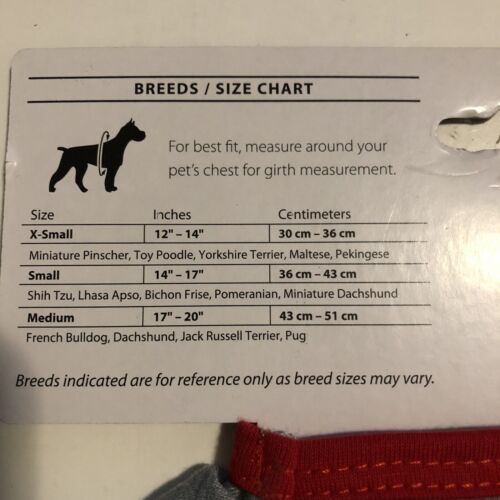 BREEDS / SIZE CHART
For best fit, measure around your
pet's chest for girth measurement.
Size Inches Centimeters
X-Small 12" – 14" 30 cm – 36 cm
Miniature Pinscher, Toy Poodle, Yorkshire Terrier, Maltese, Pekingese
Small 14" – 17" 36 cm – 43 cm
Shih Tzu, Lhasa Apso, Bichon Frise, Pomeranian, Miniature Dachshund
Medium 17" – 20" 43 cm – 51 cm
French Bulldog, Dachshund, Jack Russell Terrier, Pug
Breeds indicated are for reference only as breed sizes may vary.